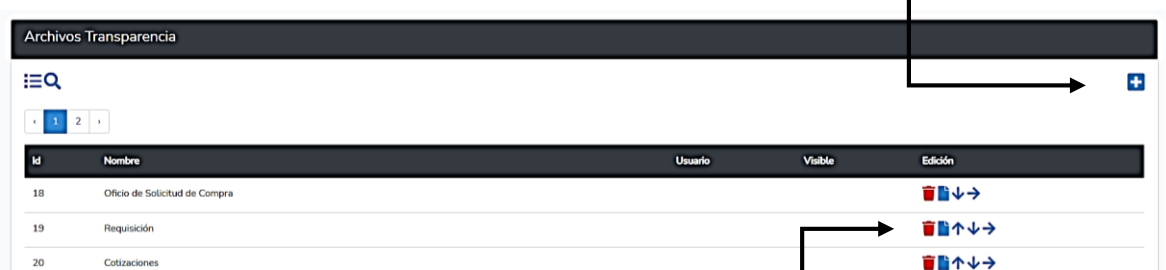 Archivos Transparencia
‹ 1 2 ›
Id Nombre Usuario Visible Edición
18 Oficio de Solicitud de Compra
19 Requisición
20 Cotizaciones